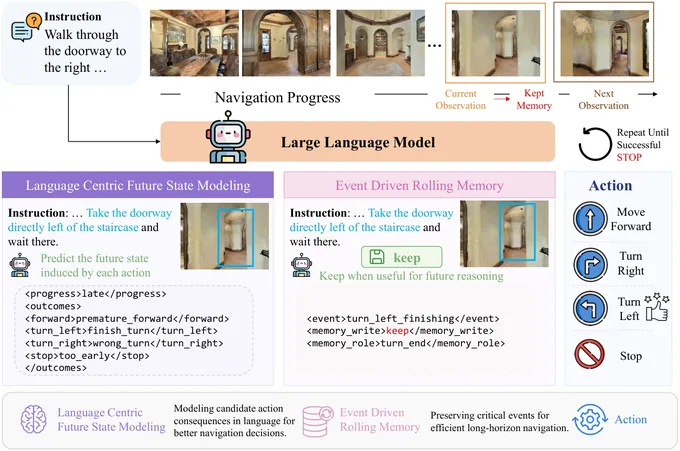 Instruction
Walk through
the doorway to
the right ...
...
Navigation Progress
Current
Observation
Kept
Memory
Next
Observation
Large Language Model
Repeat Until
Successful
STOP
Language Centric Future State Modeling
Instruction: ... Take the doorway
directly left of the staircase and
wait there.
Predict the future state
induced by each action
<progress>late</progress>
<outcomes>
<forward>premature_forward</forward>
<turn_left>finish_turn</turn_left>
<turn_right>wrong_turn</turn_right>
<stop>too_early</stop>
</outcomes>
Event Driven Rolling Memory
Instruction: ... Take the doorway
directly left of the staircase and
wait there.
keep
Keep when useful for future reasoning
<event>turn_left_finishing</event>
<memory_write>keep</memory_write>
<memory_role>turn_end</memory_role>
Action
Move
Forward
Turn
Right
Turn
Left
Stop
Language Centric
Future State Modeling
Modeling candidate action
consequences in language for
better navigation decisions.
Event Driven
Rolling Memory
Preserving critical events for
efficient long-horizon navigation.
Action